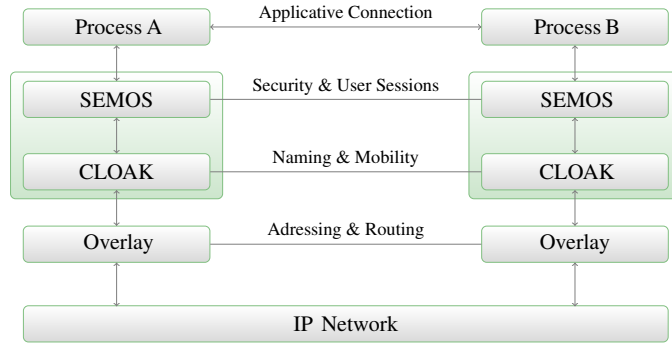 Process A
Applicative Connection
Process B
SEMOS
Security & User Sessions
SEMOS
CLOAK
Naming & Mobility
CLOAK
Overlay
Adressing & Routing
Overlay
IP Network